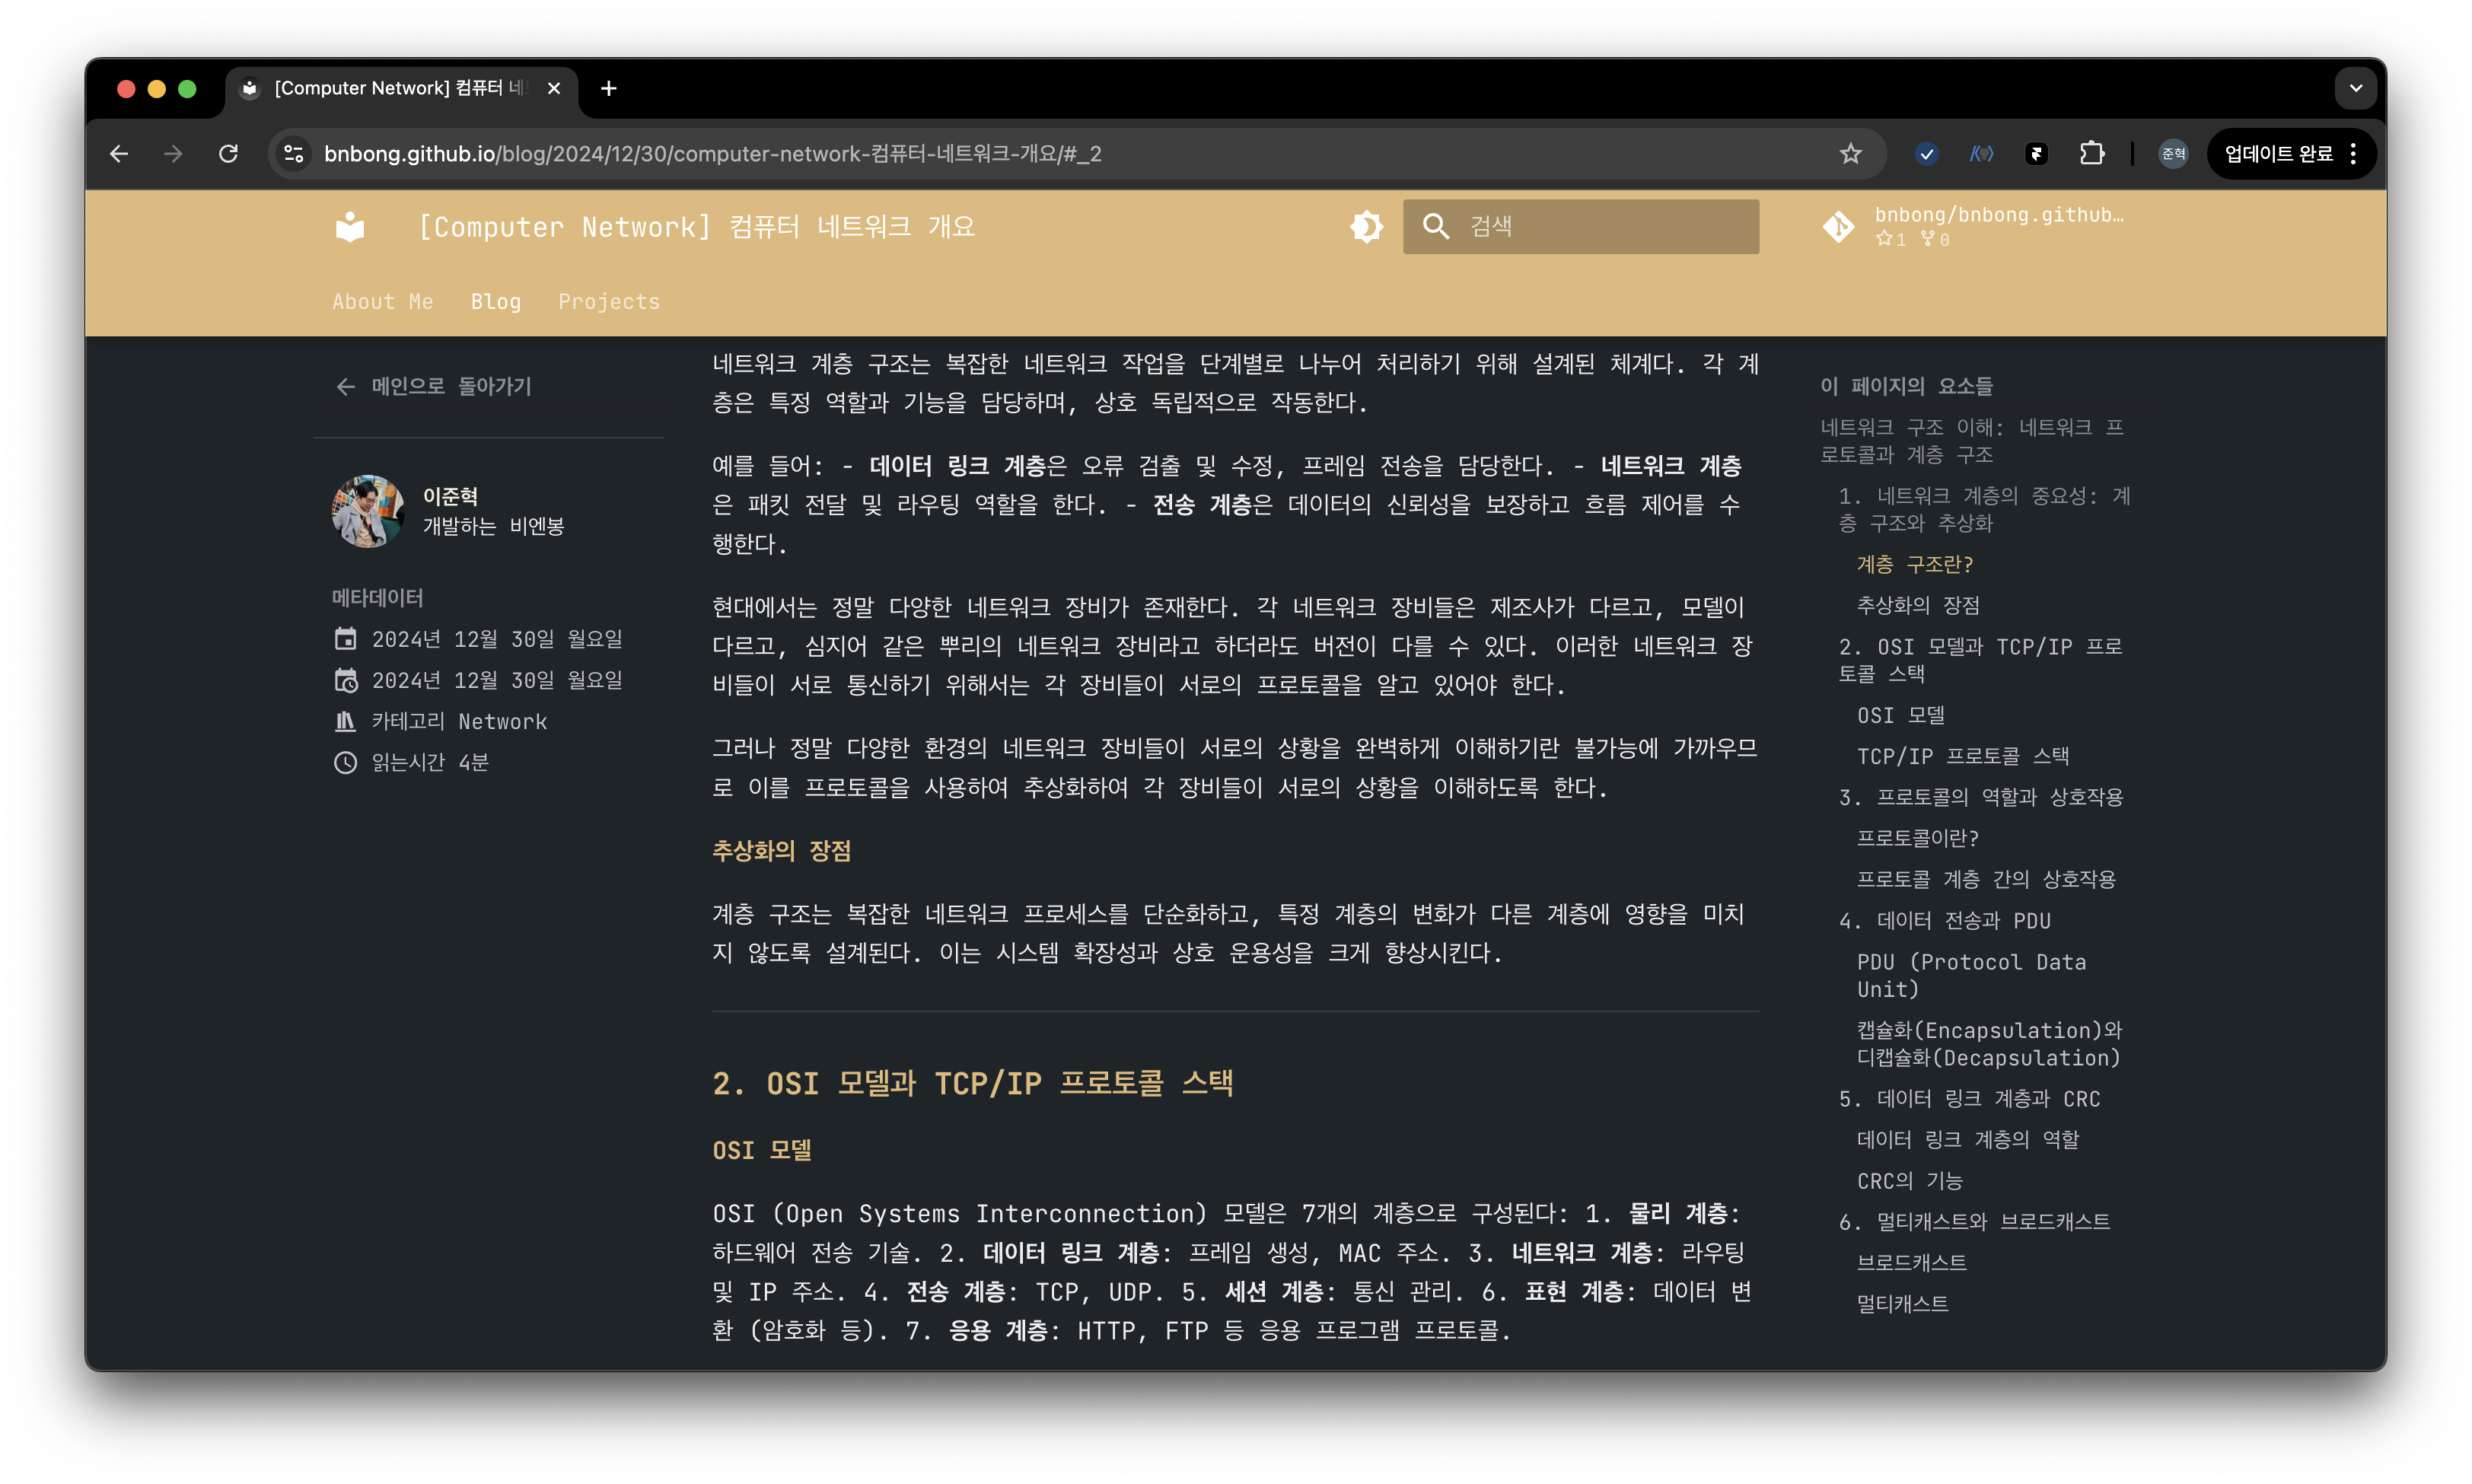 [Computer Network] 컴퓨터 네
bnbong.github.io/blog/2024/12/30/computer-network-컴퓨터-네트워크-개요/#_2
준혁
업데이트 완료
[Computer Network] 컴퓨터 네트워크 개요
검색
bnbong/bnbong.github…
1 0
About Me Blog Projects
메인으로 돌아가기
이준혁
개발하는 비엔봉
메타데이터
2024년 12월 30일 월요일
2024년 12월 30일 월요일
카테고리 Network
읽는시간 4분
네트워크 계층 구조는 복잡한 네트워크 작업을 단계별로 나누어 처리하기 위해 설계된 체계다. 각 계
층은 특정 역할과 기능을 담당하며, 상호 독립적으로 작동한다.
예를 들어: - 데이터 링크 계층은 오류 검출 및 수정, 프레임 전송을 담당한다. - 네트워크 계층
은 패킷 전달 및 라우팅 역할을 한다. - 전송 계층은 데이터의 신뢰성을 보장하고 흐름 제어를 수
행한다.
현대에서는 정말 다양한 네트워크 장비가 존재한다. 각 네트워크 장비들은 제조사가 다르고, 모델이
다르고, 심지어 같은 뿌리의 네트워크 장비라고 하더라도 버전이 다를 수 있다. 이러한 네트워크 장
비들이 서로 통신하기 위해서는 각 장비들이 서로의 프로토콜을 알고 있어야 한다.
그러나 정말 다양한 환경의 네트워크 장비들이 서로의 상황을 완벽하게 이해하기란 불가능에 가까우므
로 이를 프로토콜을 사용하여 추상화하여 각 장비들이 서로의 상황을 이해하도록 한다.
추상화의 장점
계층 구조는 복잡한 네트워크 프로세스를 단순화하고, 특정 계층의 변화가 다른 계층에 영향을 미치
지 않도록 설계된다. 이는 시스템 확장성과 상호 운용성을 크게 향상시킨다.
2. OSI 모델과 TCP/IP 프로토콜 스택
OSI 모델
OSI (Open Systems Interconnection) 모델은 7개의 계층으로 구성된다: 1. 물리 계층:
하드웨어 전송 기술. 2. 데이터 링크 계층: 프레임 생성, MAC 주소. 3. 네트워크 계층: 라우팅
및 IP 주소. 4. 전송 계층: TCP, UDP. 5. 세션 계층: 통신 관리. 6. 표현 계층: 데이터 변
환 (암호화 등). 7. 응용 계층: HTTP, FTP 등 응용 프로그램 프로토콜.
이 페이지의 요소들
네트워크 구조 이해: 네트워크 프
로토콜과 계층 구조
1. 네트워크 계층의 중요성: 계
층 구조와 추상화
계층 구조란?
추상화의 장점
2. OSI 모델과 TCP/IP 프로
토콜 스택
OSI 모델
TCP/IP 프로토콜 스택
3. 프로토콜의 역할과 상호작용
프로토콜이란?
프로토콜 계층 간의 상호작용
4. 데이터 전송과 PDU
PDU (Protocol Data
Unit)
캡슐화(Encapsulation)와
디캡슐화(Decapsulation)
5. 데이터 링크 계층과 CRC
데이터 링크 계층의 역할
CRC의 기능
6. 멀티캐스트와 브로드캐스트
브로드캐스트
멀티캐스트